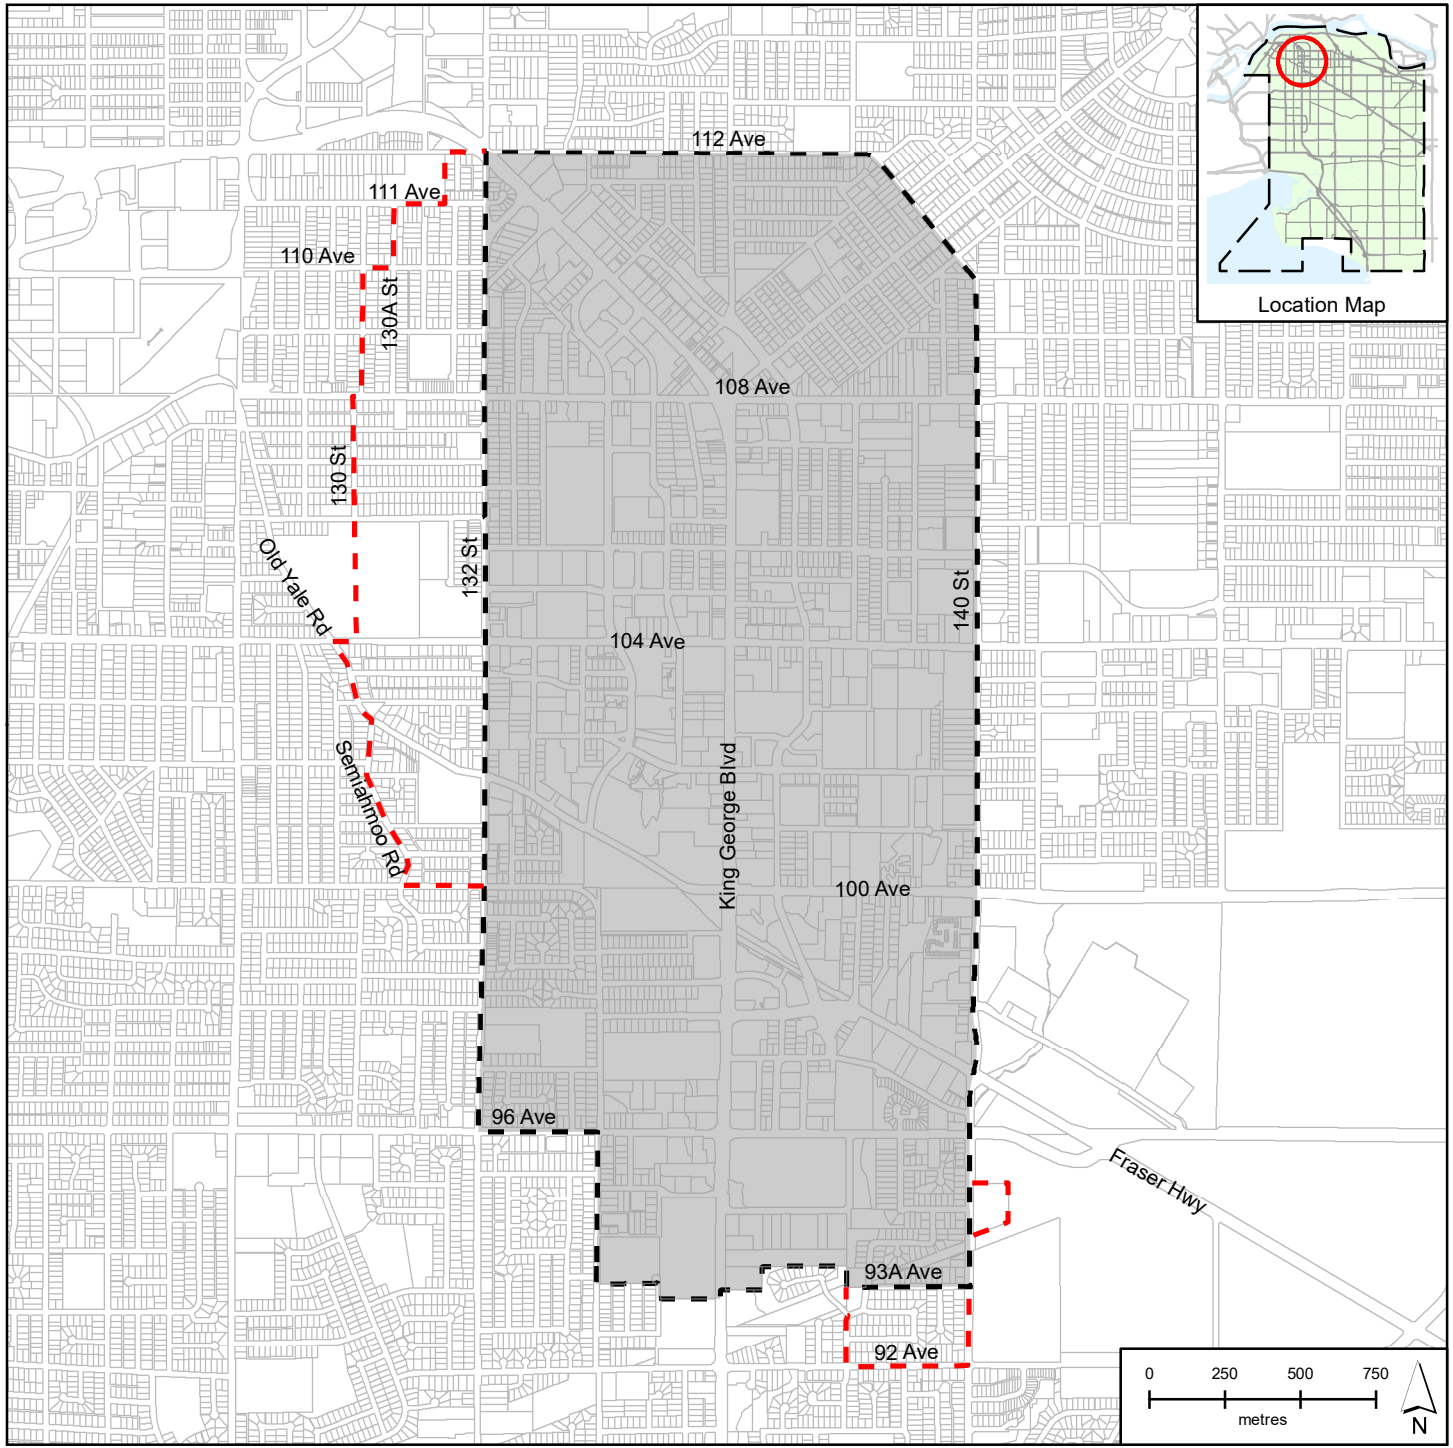 112 Ave
111 Ave
110 Ave
130A St
Location Map
108 Ave
130 St
Old Yale Rd
132 St
140 St
104 Ave
Semiahmoo Rd
King George Blvd
100 Ave
96 Ave
Fraser Hwy
93A Ave
92 Ave
0 250 500 750
metres
N